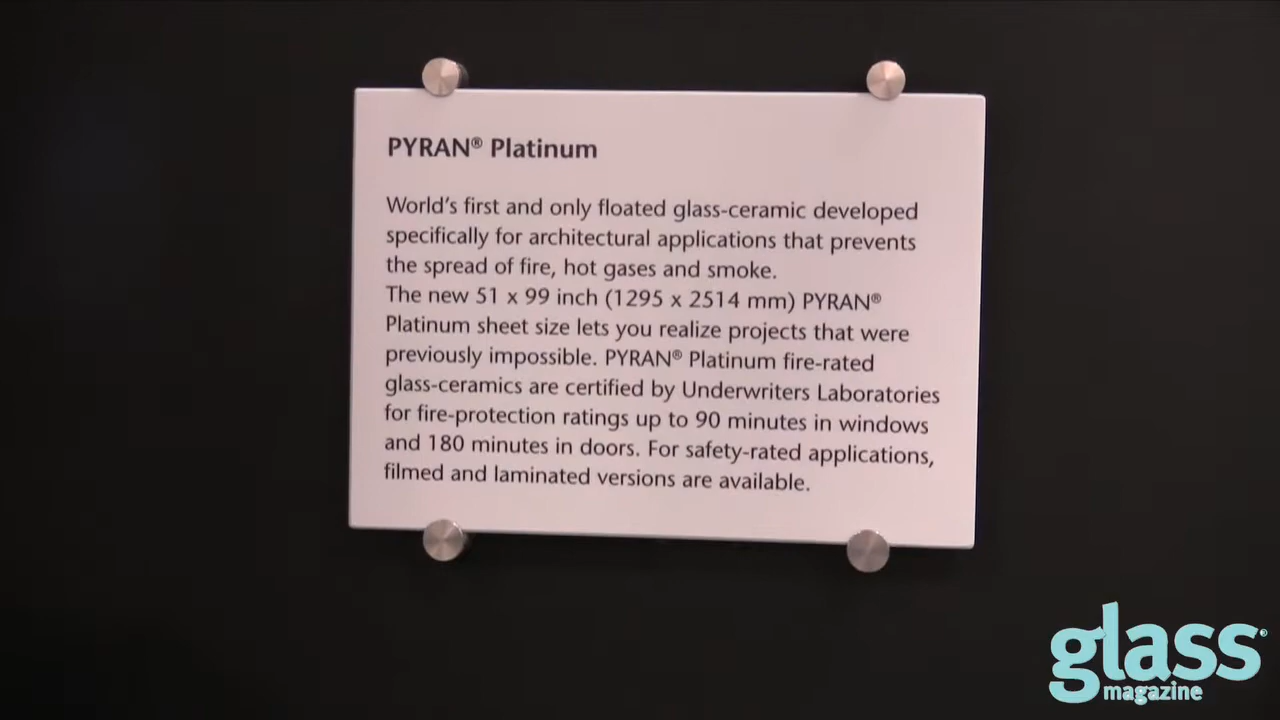 PYRAN® Platinum
World's first and only floated glass-ceramic developed
specifically for architectural applications that prevents
the spread of fire, hot gases and smoke.
The new 51 x 99 inch (1295 x 2514 mm) PYRAN®
Platinum sheet size lets you realize projects that were
previously impossible. PYRAN® Platinum fire-rated
glass-ceramics are certified by Underwriters Laboratories
for fire-protection ratings up to 90 minutes in windows
and 180 minutes in doors. For safety-rated applications,
filmed and laminated versions are available.
glass®
magazine